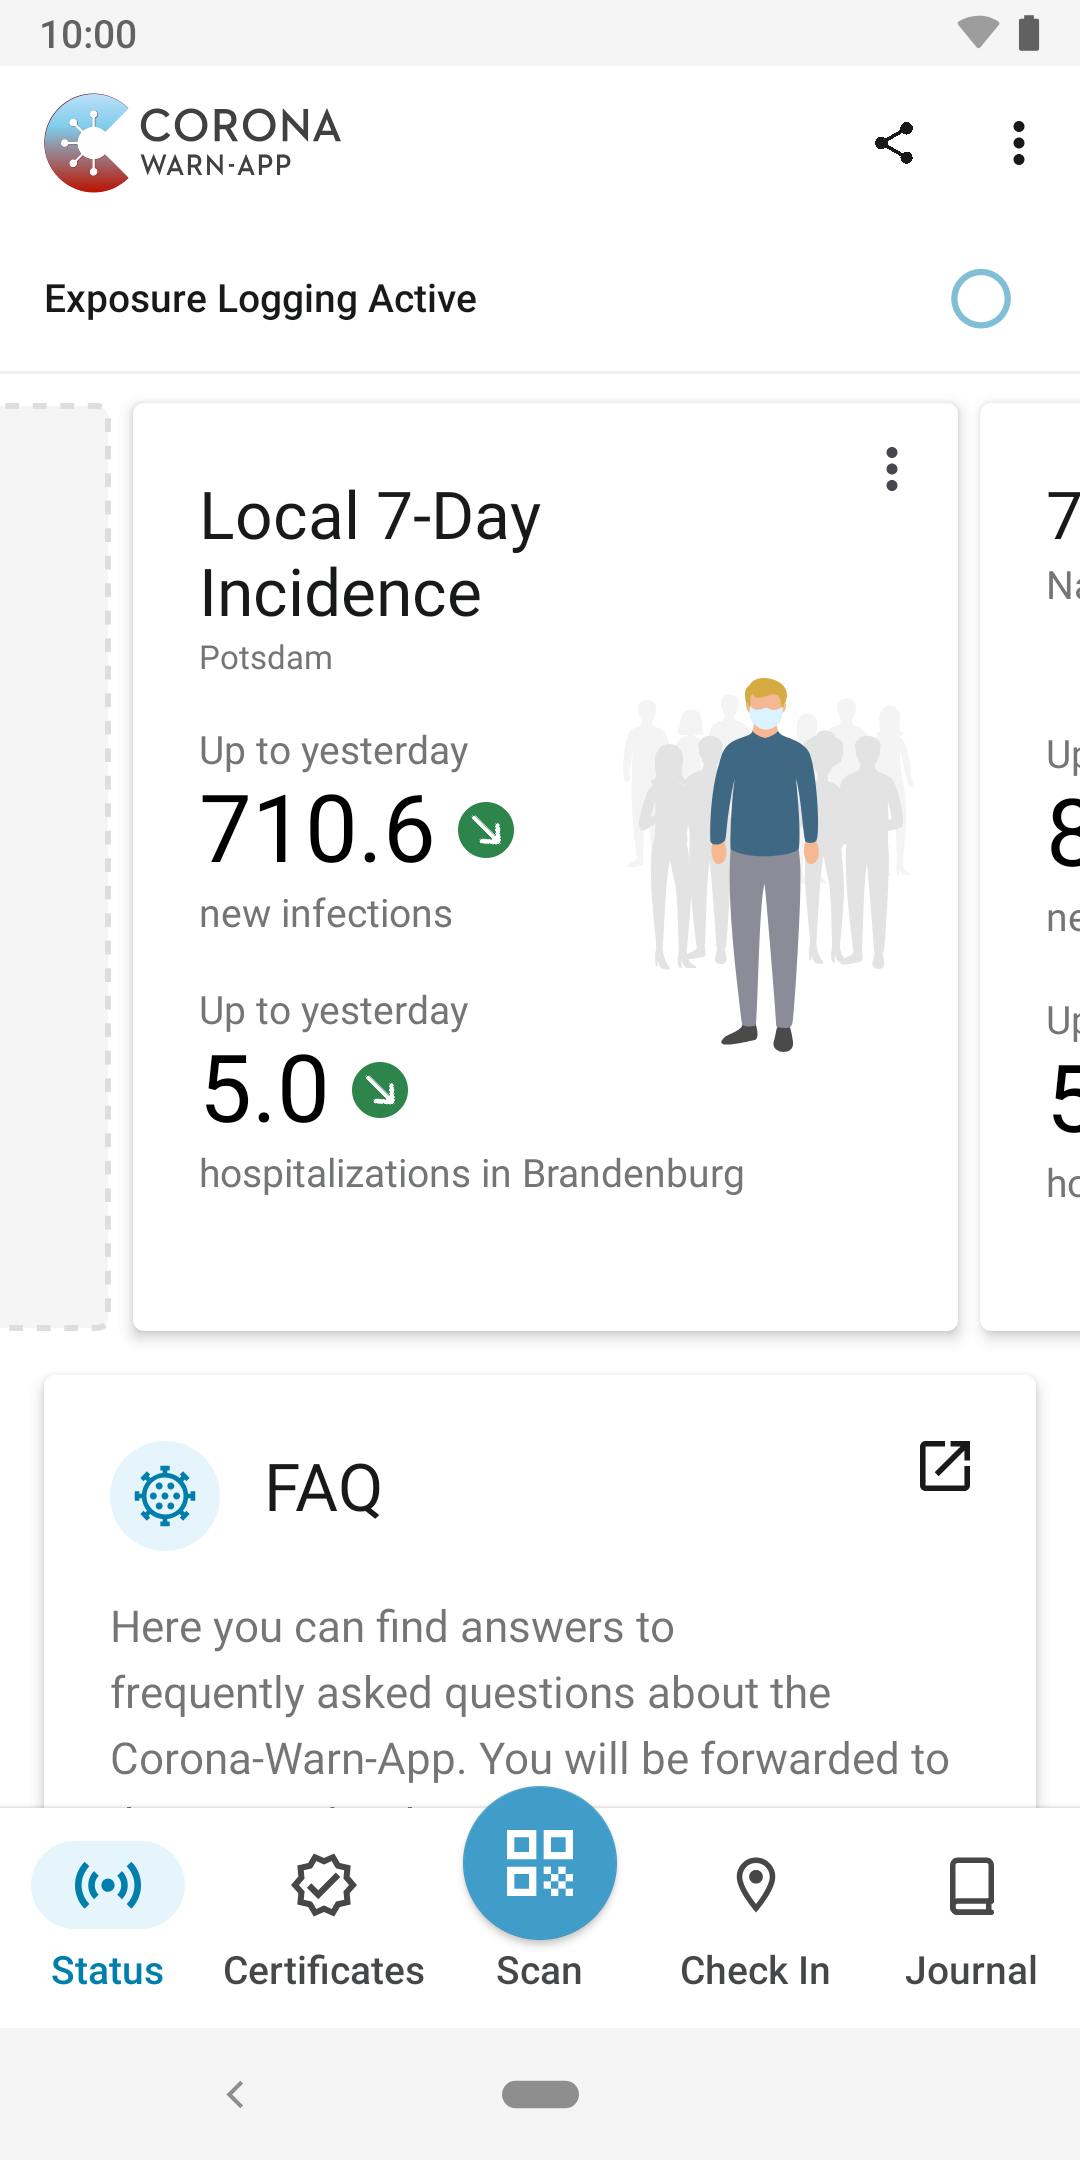 10:00
CORONA
WARN-APP
Exposure Logging Active
Local 7-Day
Incidence
Potsdam
Up to yesterday
710.6
new infections
Up to yesterday
5.0
hospitalizations in Brandenburg
7
Na
Up
8
ne
Up
5
ho
FAQ
Here you can find answers to
frequently asked questions about the
Corona-Warn-App. You will be forwarded to
Status
Certificates
Scan
Check In
Journal